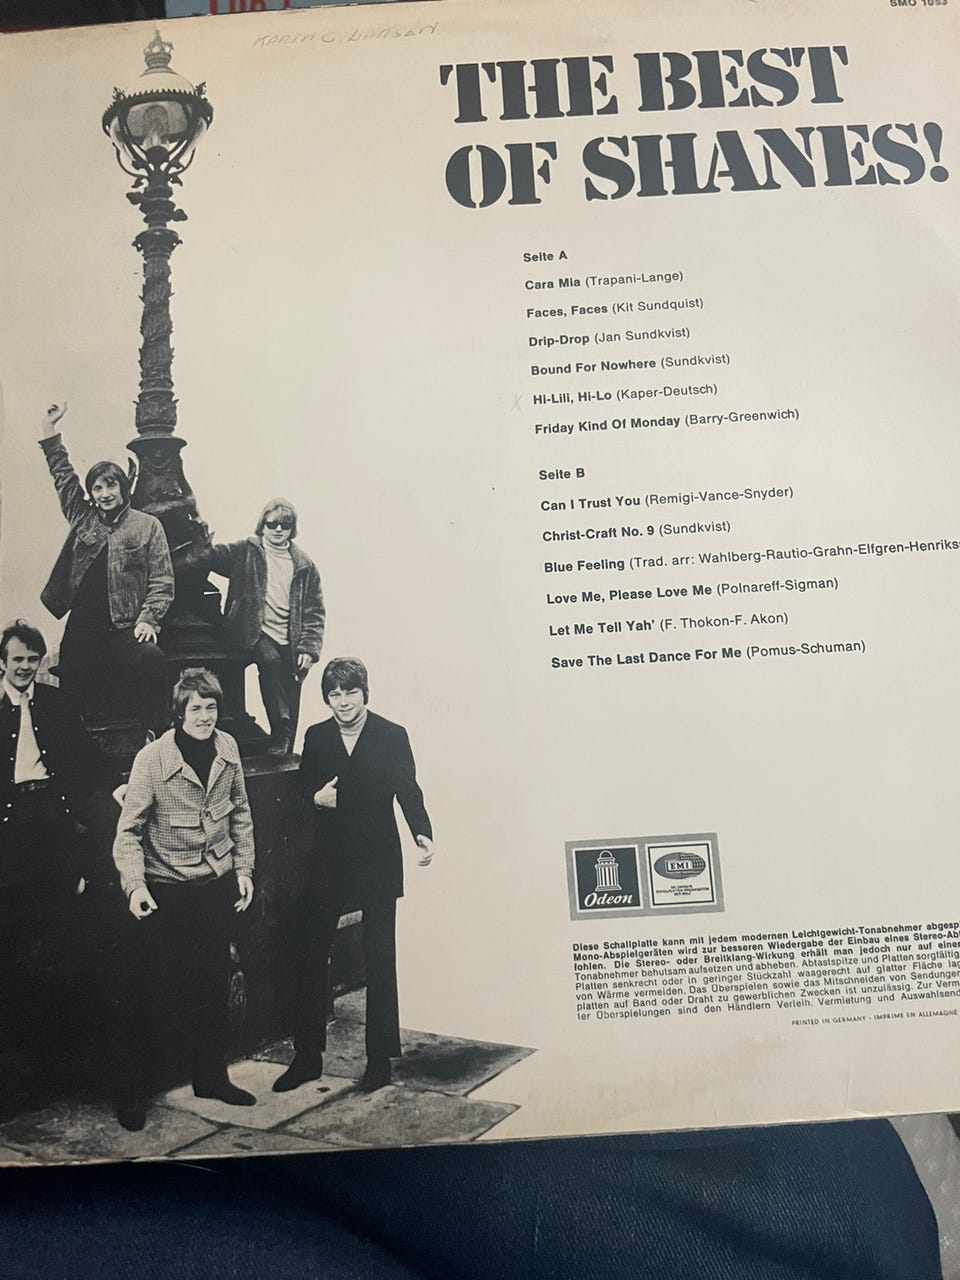 SMO 1053
KAREN C LARSEN
THE BEST
OF SHANES!
Seite A
Cara Mia (Trapani-Lange)
Faces, Faces (Kit Sundquist)
Drip-Drop (Jan Sundkvist)
Bound For Nowhere (Sundkvist)
X Hi-Lili, Hi-Lo (Kaper-Deutsch)
Friday Kind Of Monday (Barry-Greenwich)
Seite B
Can I Trust You (Remigi-Vance-Snyder)
Christ-Craft No. 9 (Sundkvist)
Blue Feeling (Trad. arr: Wahlberg-Rautio-Grahn-Elfgren-Henriks
Love Me, Please Love Me (Polnareff-Sigman)
Let Me Tell Yah' (F. Thokon-F. Akon)
Save The Last Dance For Me (Pomus-Schuman)
Odeon
EMI
Diese Schallplatte kann mit jedem modernen Leichtgewicht-Tonabnehmer abgesp
Mono-Abspielgeräten wird zur besseren Wiedergabe der Einbau eines Stereo-Ab
fohlen. Die Stereo- oder Breitklang-Wirkung erhält man jedoch nur auf eine
Tonabnehmer behutsam aufsetzen und abheben. Abtastspitze und Platten sorgfältig
Platten senkrecht oder in geringer Stückzahl waagerecht auf glatter Fläche lag
von Wärme vermeiden. Das Überspielen sowie das Mitschneiden von Sendungen
platten auf Band oder Draht zu gewerblichen Zwecken ist unzulässig. Zur Verm
ter Überspielungen sind den Händlern Verleih, Vermietung und Auswahlsend
PRINTED IN GERMANY - IMPRIMÉ EN ALLEMAGNE